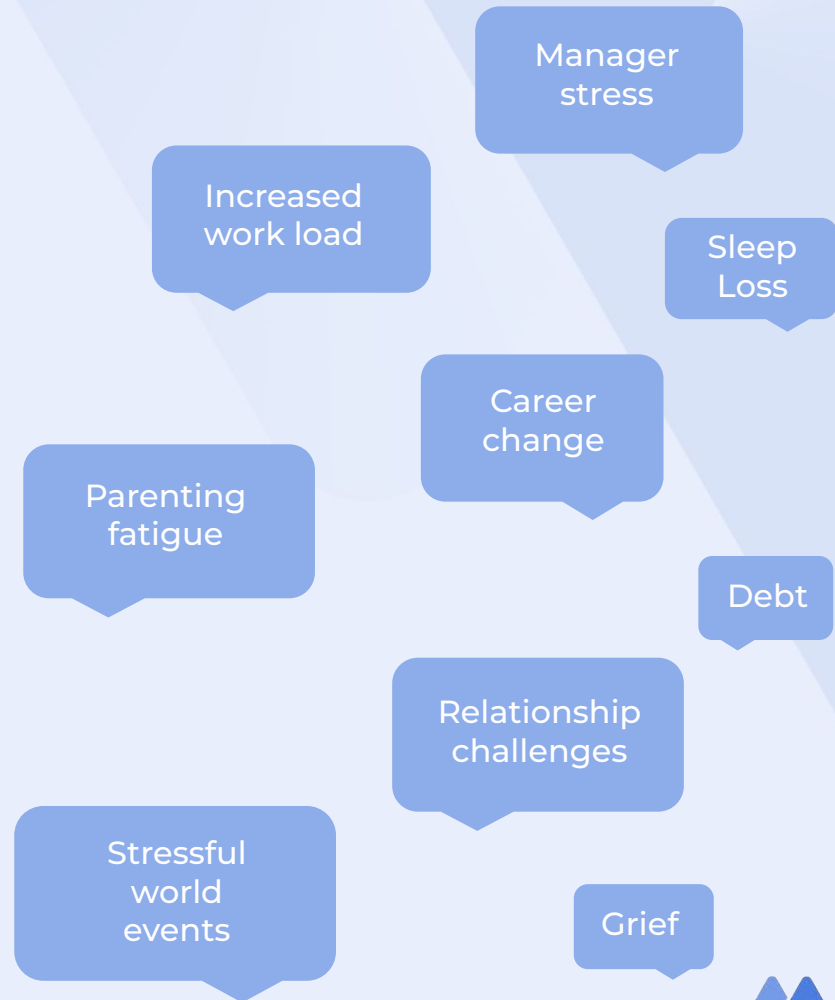 Manager
stress
Increased
work load
Sleep
Loss
Career
change
Parenting
fatigue
Debt
Relationship
challenges
Stressful
world
events
Grief